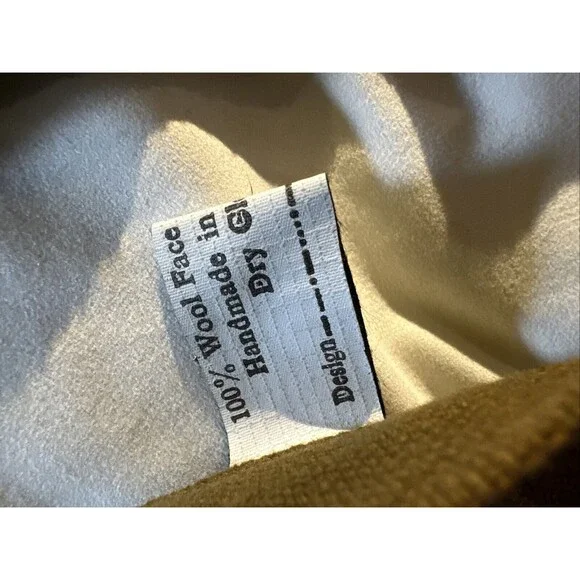 100% Wool Face
Handmade in
Dry
Design